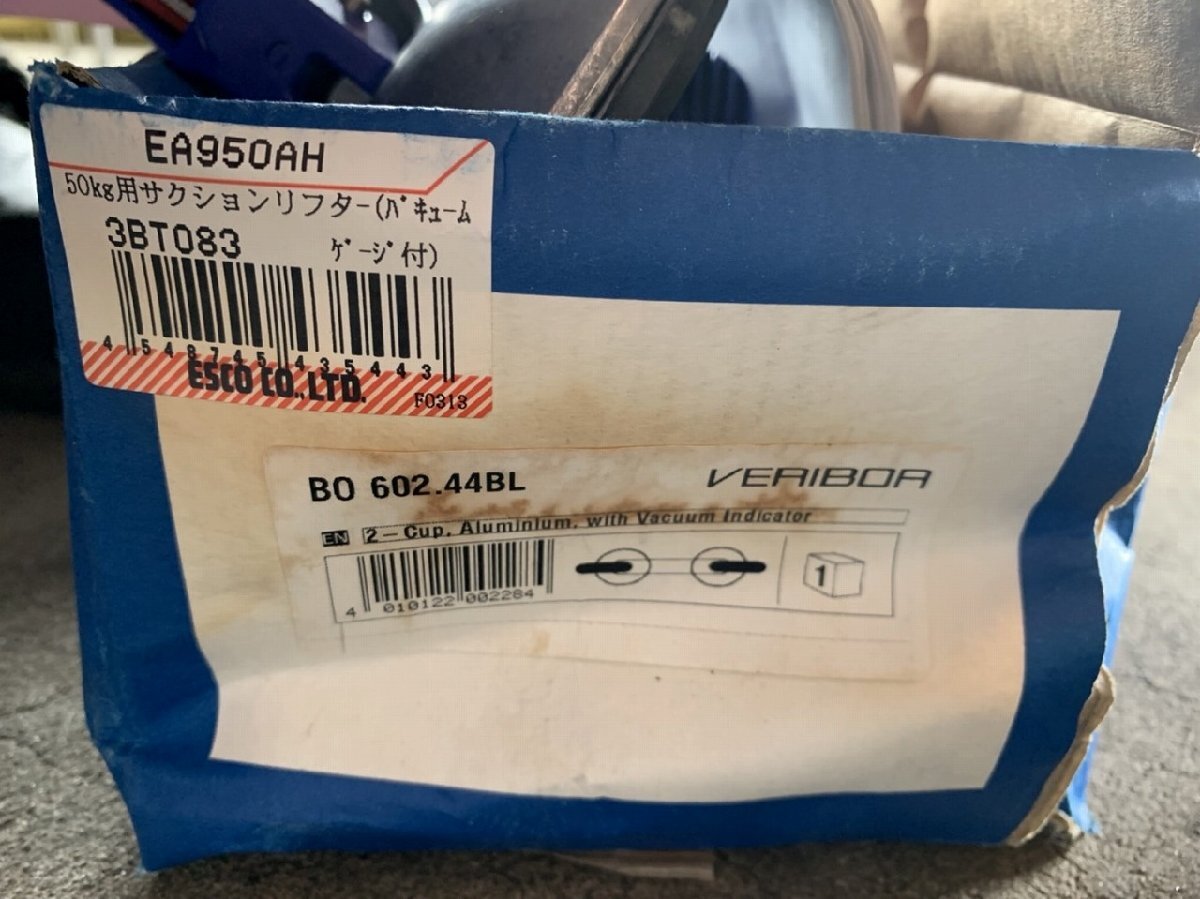 EA950AH
50kg用サクションリフター(バキューム
3BT083 ゲージ付)
4 548745 435443
ESCO CO.,LTD.
F0313
BO 602.44BL VERIBOR
EN 2-Cup, Aluminium, with Vacuum Indicator
4 010122 002284
1